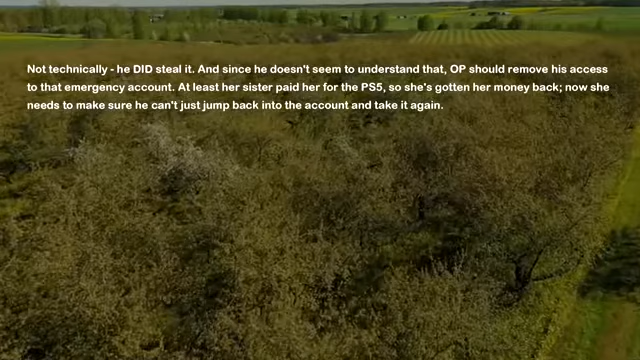 Not technically - he DID steal it. And since he doesn't seem to understand that, OP should remove his access
to that emergency account. At least her sister paid her for the PS5, so she's gotten her money back; now she
needs to make sure he can't just jump back into the account and take it again.